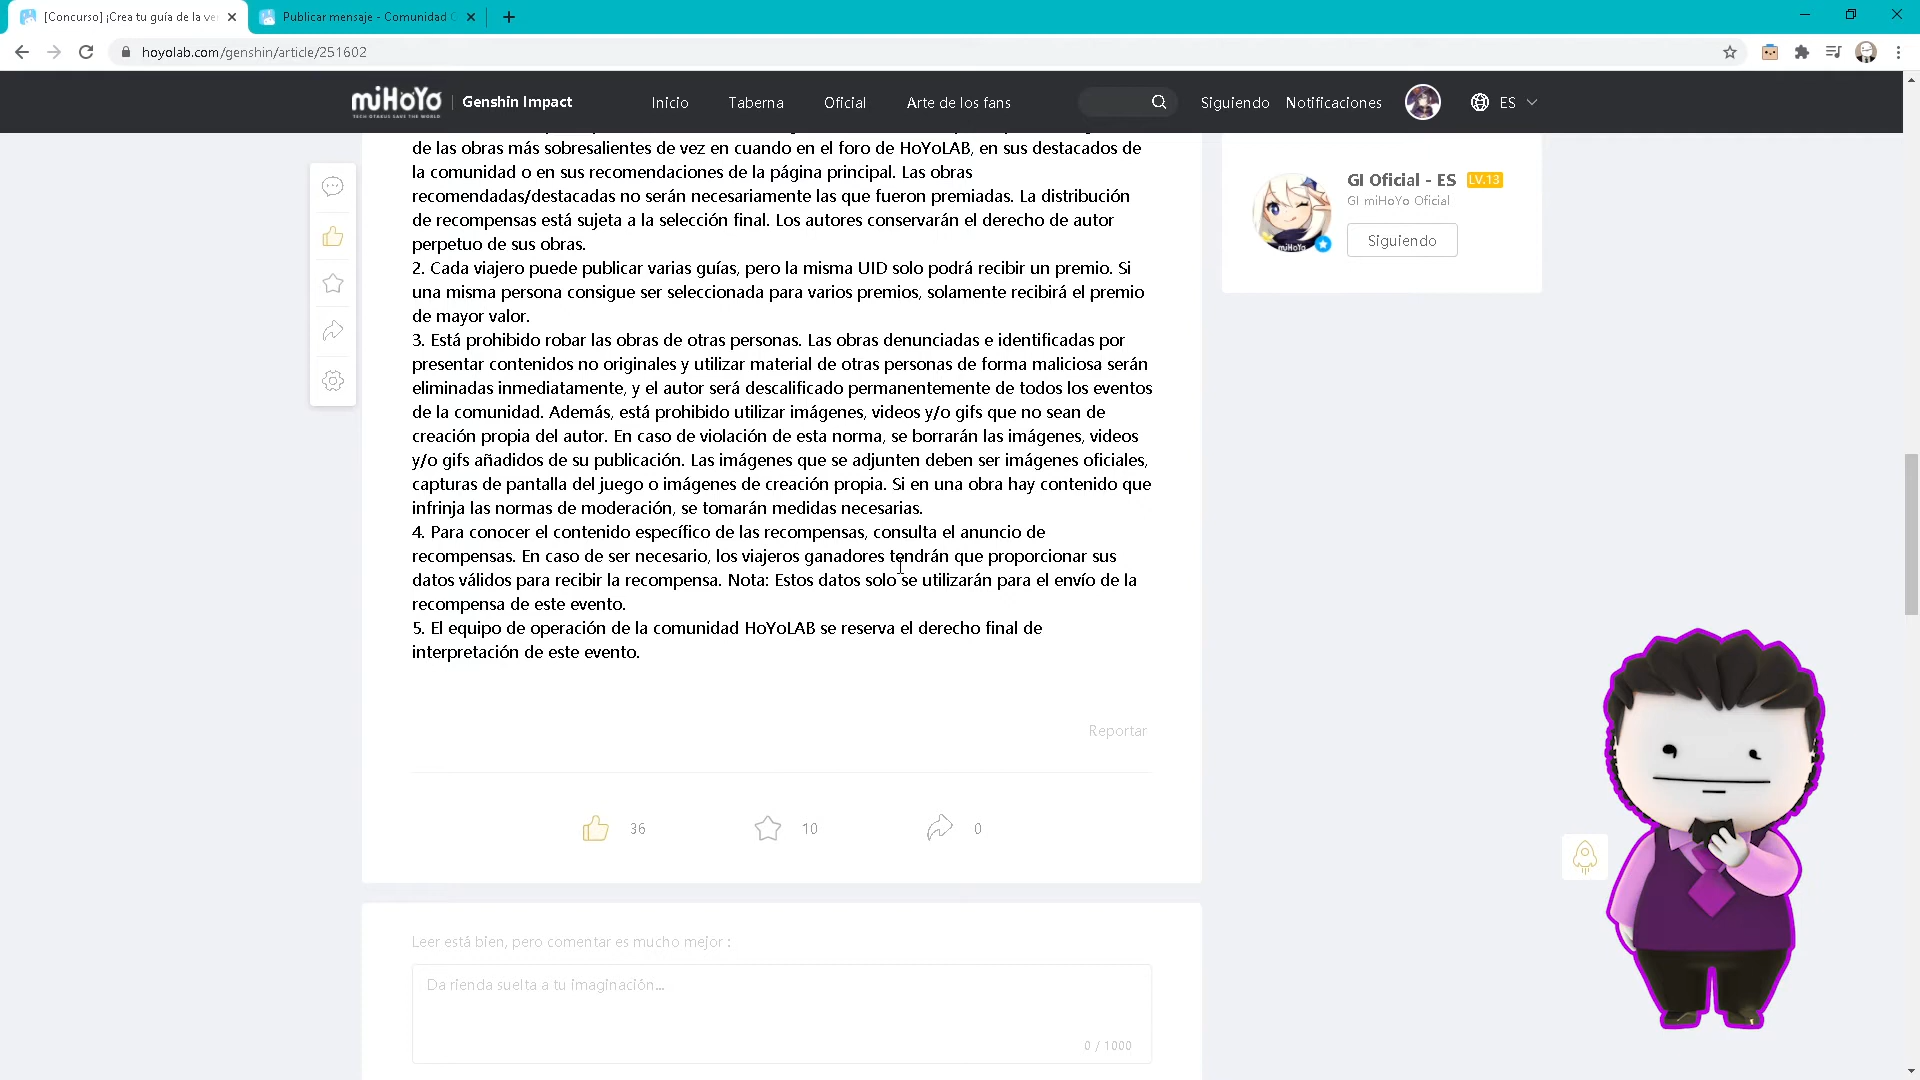 [Concurso] ¡Crea tu guía de la ve
Publicar mensaje - Comunidad
hoyolab.com/genshin/article/251602
miHoYo
TECH OTAKUS SAVE THE WORLD
Genshin Impact
Inicio
Taberna
Oficial
Arte de los fans
Siguiendo
Notificaciones
ES
de las obras más sobresalientes de vez en cuando en el foro de HoYoLAB, en sus destacados de
la comunidad o en sus recomendaciones de la página principal. Las obras
recomendadas/destacadas no serán necesariamente las que fueron premiadas. La distribución
de recompensas está sujeta a la selección final. Los autores conservarán el derecho de autor
perpetuo de sus obras.
2. Cada viajero puede publicar varias guías, pero la misma UID solo podrá recibir un premio. Si
una misma persona consigue ser seleccionada para varios premios, solamente recibirá el premio
de mayor valor.
3. Está prohibido robar las obras de otras personas. Las obras denunciadas e identificadas por
presentar contenidos no originales y utilizar material de otras personas de forma maliciosa serán
eliminadas inmediatamente, y el autor será descalificado permanentemente de todos los eventos
de la comunidad. Además, está prohibido utilizar imágenes, videos y/o gifs que no sean de
creación propia del autor. En caso de violación de esta norma, se borrarán las imágenes, videos
y/o gifs añadidos de su publicación. Las imágenes que se adjunten deben ser imágenes oficiales,
capturas de pantalla del juego o imágenes de creación propia. Si en una obra hay contenido que
infrinja las normas de moderación, se tomarán medidas necesarias.
4. Para conocer el contenido específico de las recompensas, consulta el anuncio de
recompensas. En caso de ser necesario, los viajeros ganadores tendrán que proporcionar sus
datos válidos para recibir la recompensa. Nota: Estos datos solo se utilizarán para el envío de la
recompensa de este evento.
5. El equipo de operación de la comunidad HoYoLAB se reserva el derecho final de
interpretación de este evento.
Reportar
36
10
0
Leer está bien, pero comentar es mucho mejor :
Da rienda suelta a tu imaginación...
0 / 1000
GI Oficial - ES
LV.13
GI miHoYo Oficial
miHoYo
Siguiendo